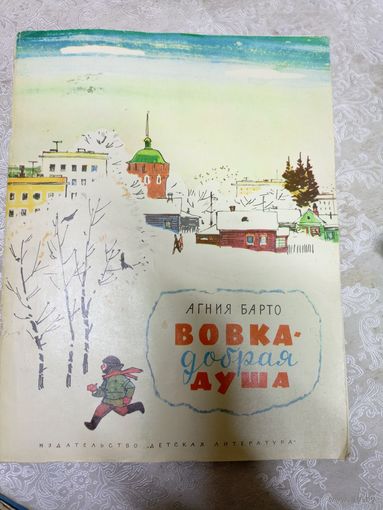 АГНИЯ БАРТО
ВОВКА-
добрая
ДУША
ИЗДАТЕЛЬСТВО „ДЕТСКАЯ ЛИТЕРАТУРА"